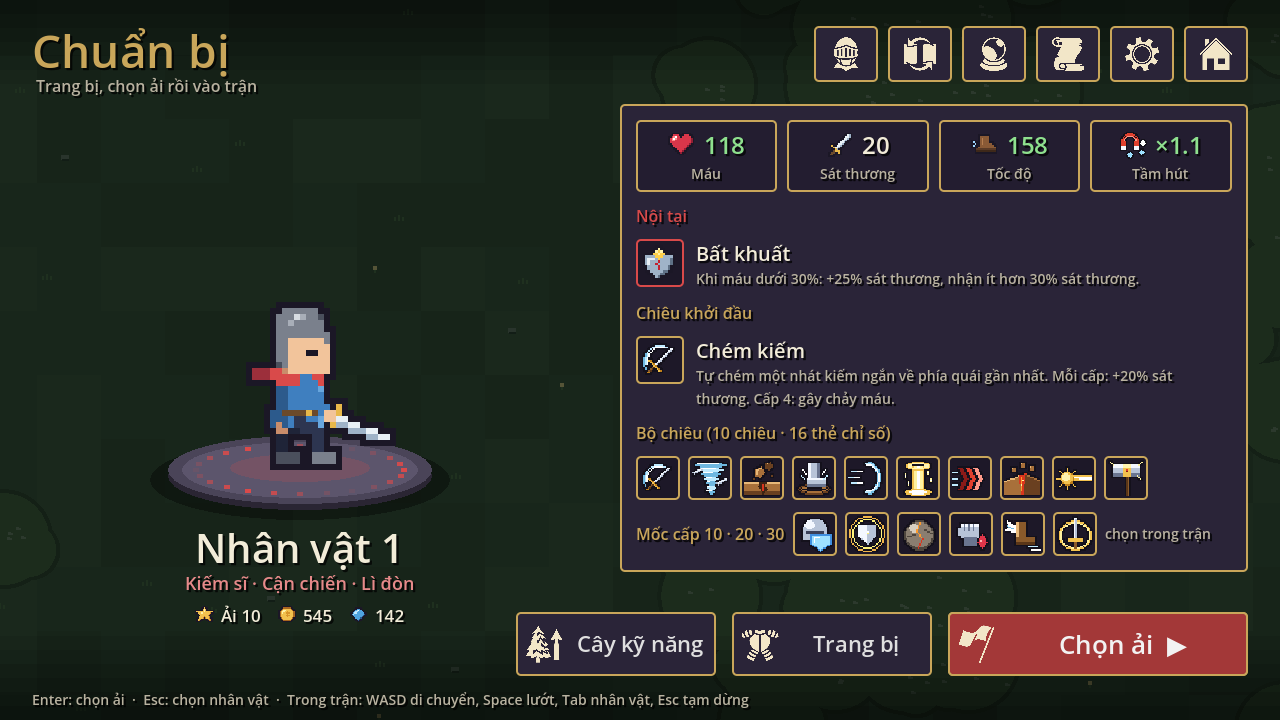 Chuẩn bị
Trang bị, chọn ải rồi vào trận
118
Máu
20
Sát thương
158
Tốc độ
×1.1
Tầm hút
Nội tại
Bất khuất
Khi máu dưới 30%: +25% sát thương, nhận ít hơn 30% sát thương.
Chiêu khởi đầu
Chém kiếm
Tự chém một nhát kiếm ngắn về phía quái gần nhất. Mỗi cấp: +20% sát
thương. Cấp 4: gây chảy máu.
Bộ chiêu (10 chiêu · 16 thẻ chỉ số)
Mốc cấp 10 · 20 · 30
chọn trong trận
Nhân vật 1
Kiếm sĩ · Cận chiến · Lì đòn
Ải 10 545 142
Cây kỹ năng
Trang bị
Chọn ải ▶
Enter: chọn ải · Esc: chọn nhân vật · Trong trận: WASD di chuyển, Space lướt, Tab nhân vật, Esc tạm dừng